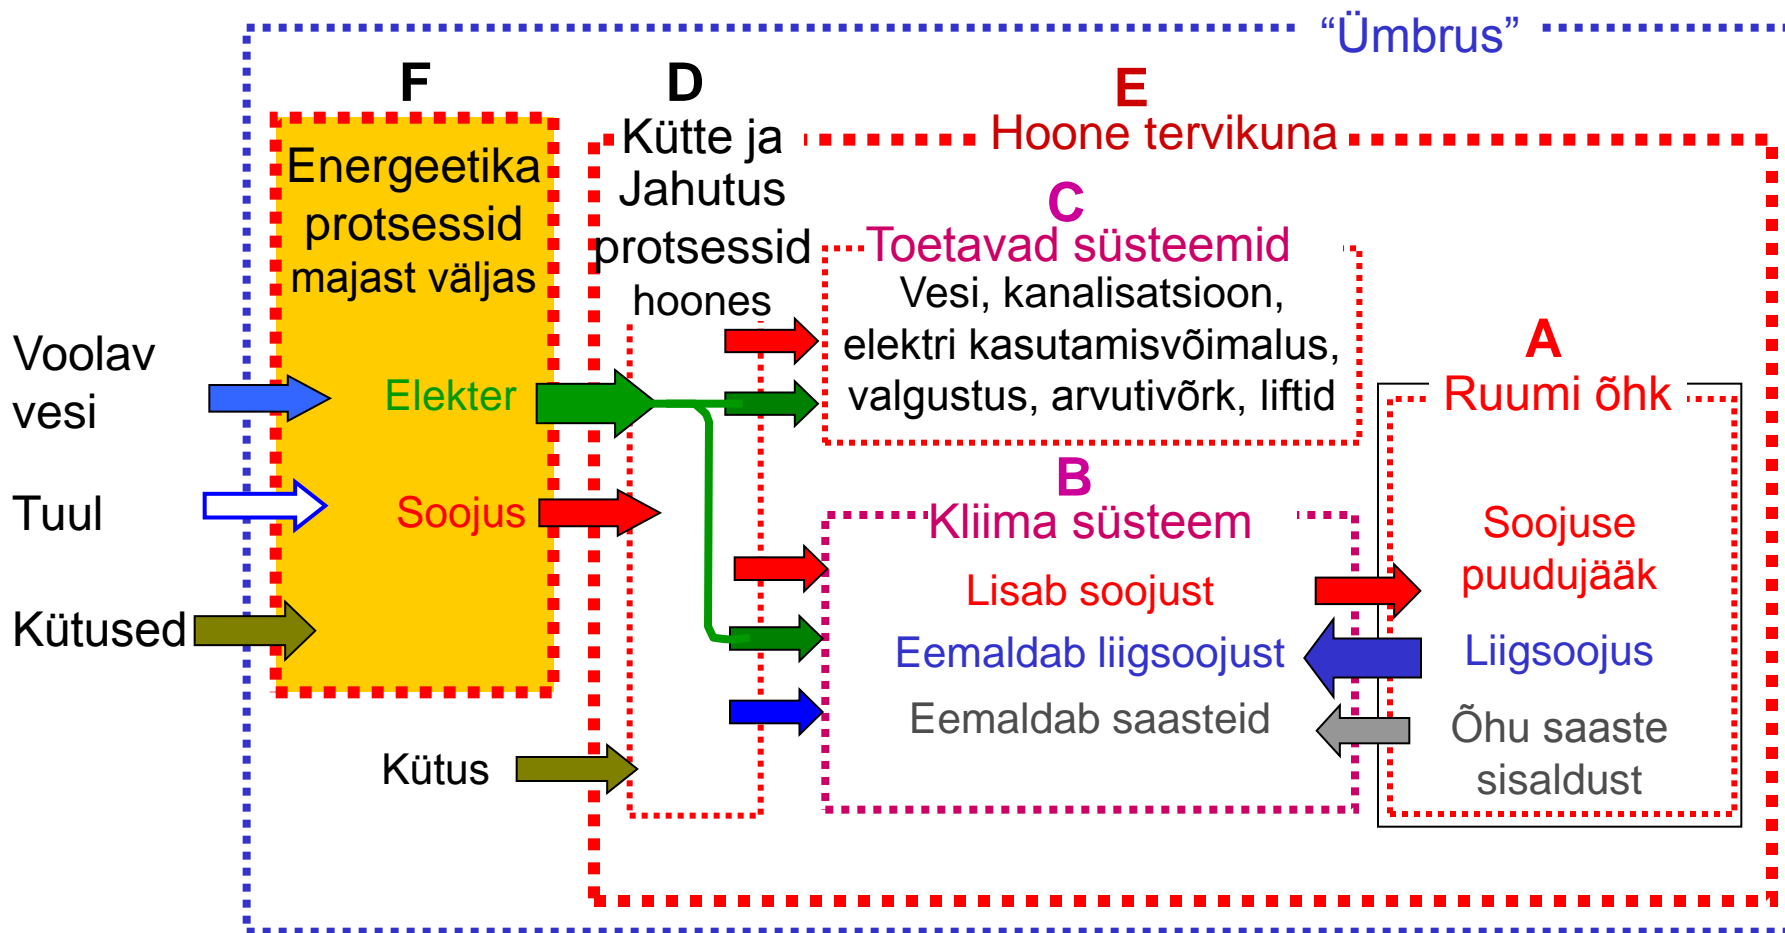 “Ümbrus”
F
Energeetika
protsessid
majast väljas
Elekter
Soojus
Voolav
vesi
Tuul
Kütused
Kütus
D
Kütte ja
Jahutus
protsessid
hoones
E
Hoone tervikuna
C
Toetavad süsteemid
Vesi, kanalisatsioon,
elektri kasutamisvõimalus,
valgustus, arvutivõrk, liftid
B
Kliima süsteem
Lisab soojust
Eemaldab liigsoojust
Eemaldab saasteid
A
Ruumi õhk
Soojuse
puudujääk
Liigsoojus
Õhu saaste
sisaldust